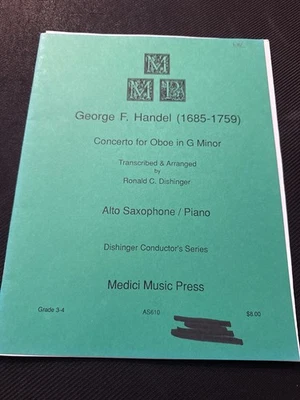 M
M P
George F. Handel (1685-1759)
Concerto for Oboe in G Minor
Transcribed & Arranged
by
Ronald C. Dishinger
Alto Saxophone / Piano
Dishinger Conductor's Series
Medici Music Press
Grade 3-4 AS610 - $6.00